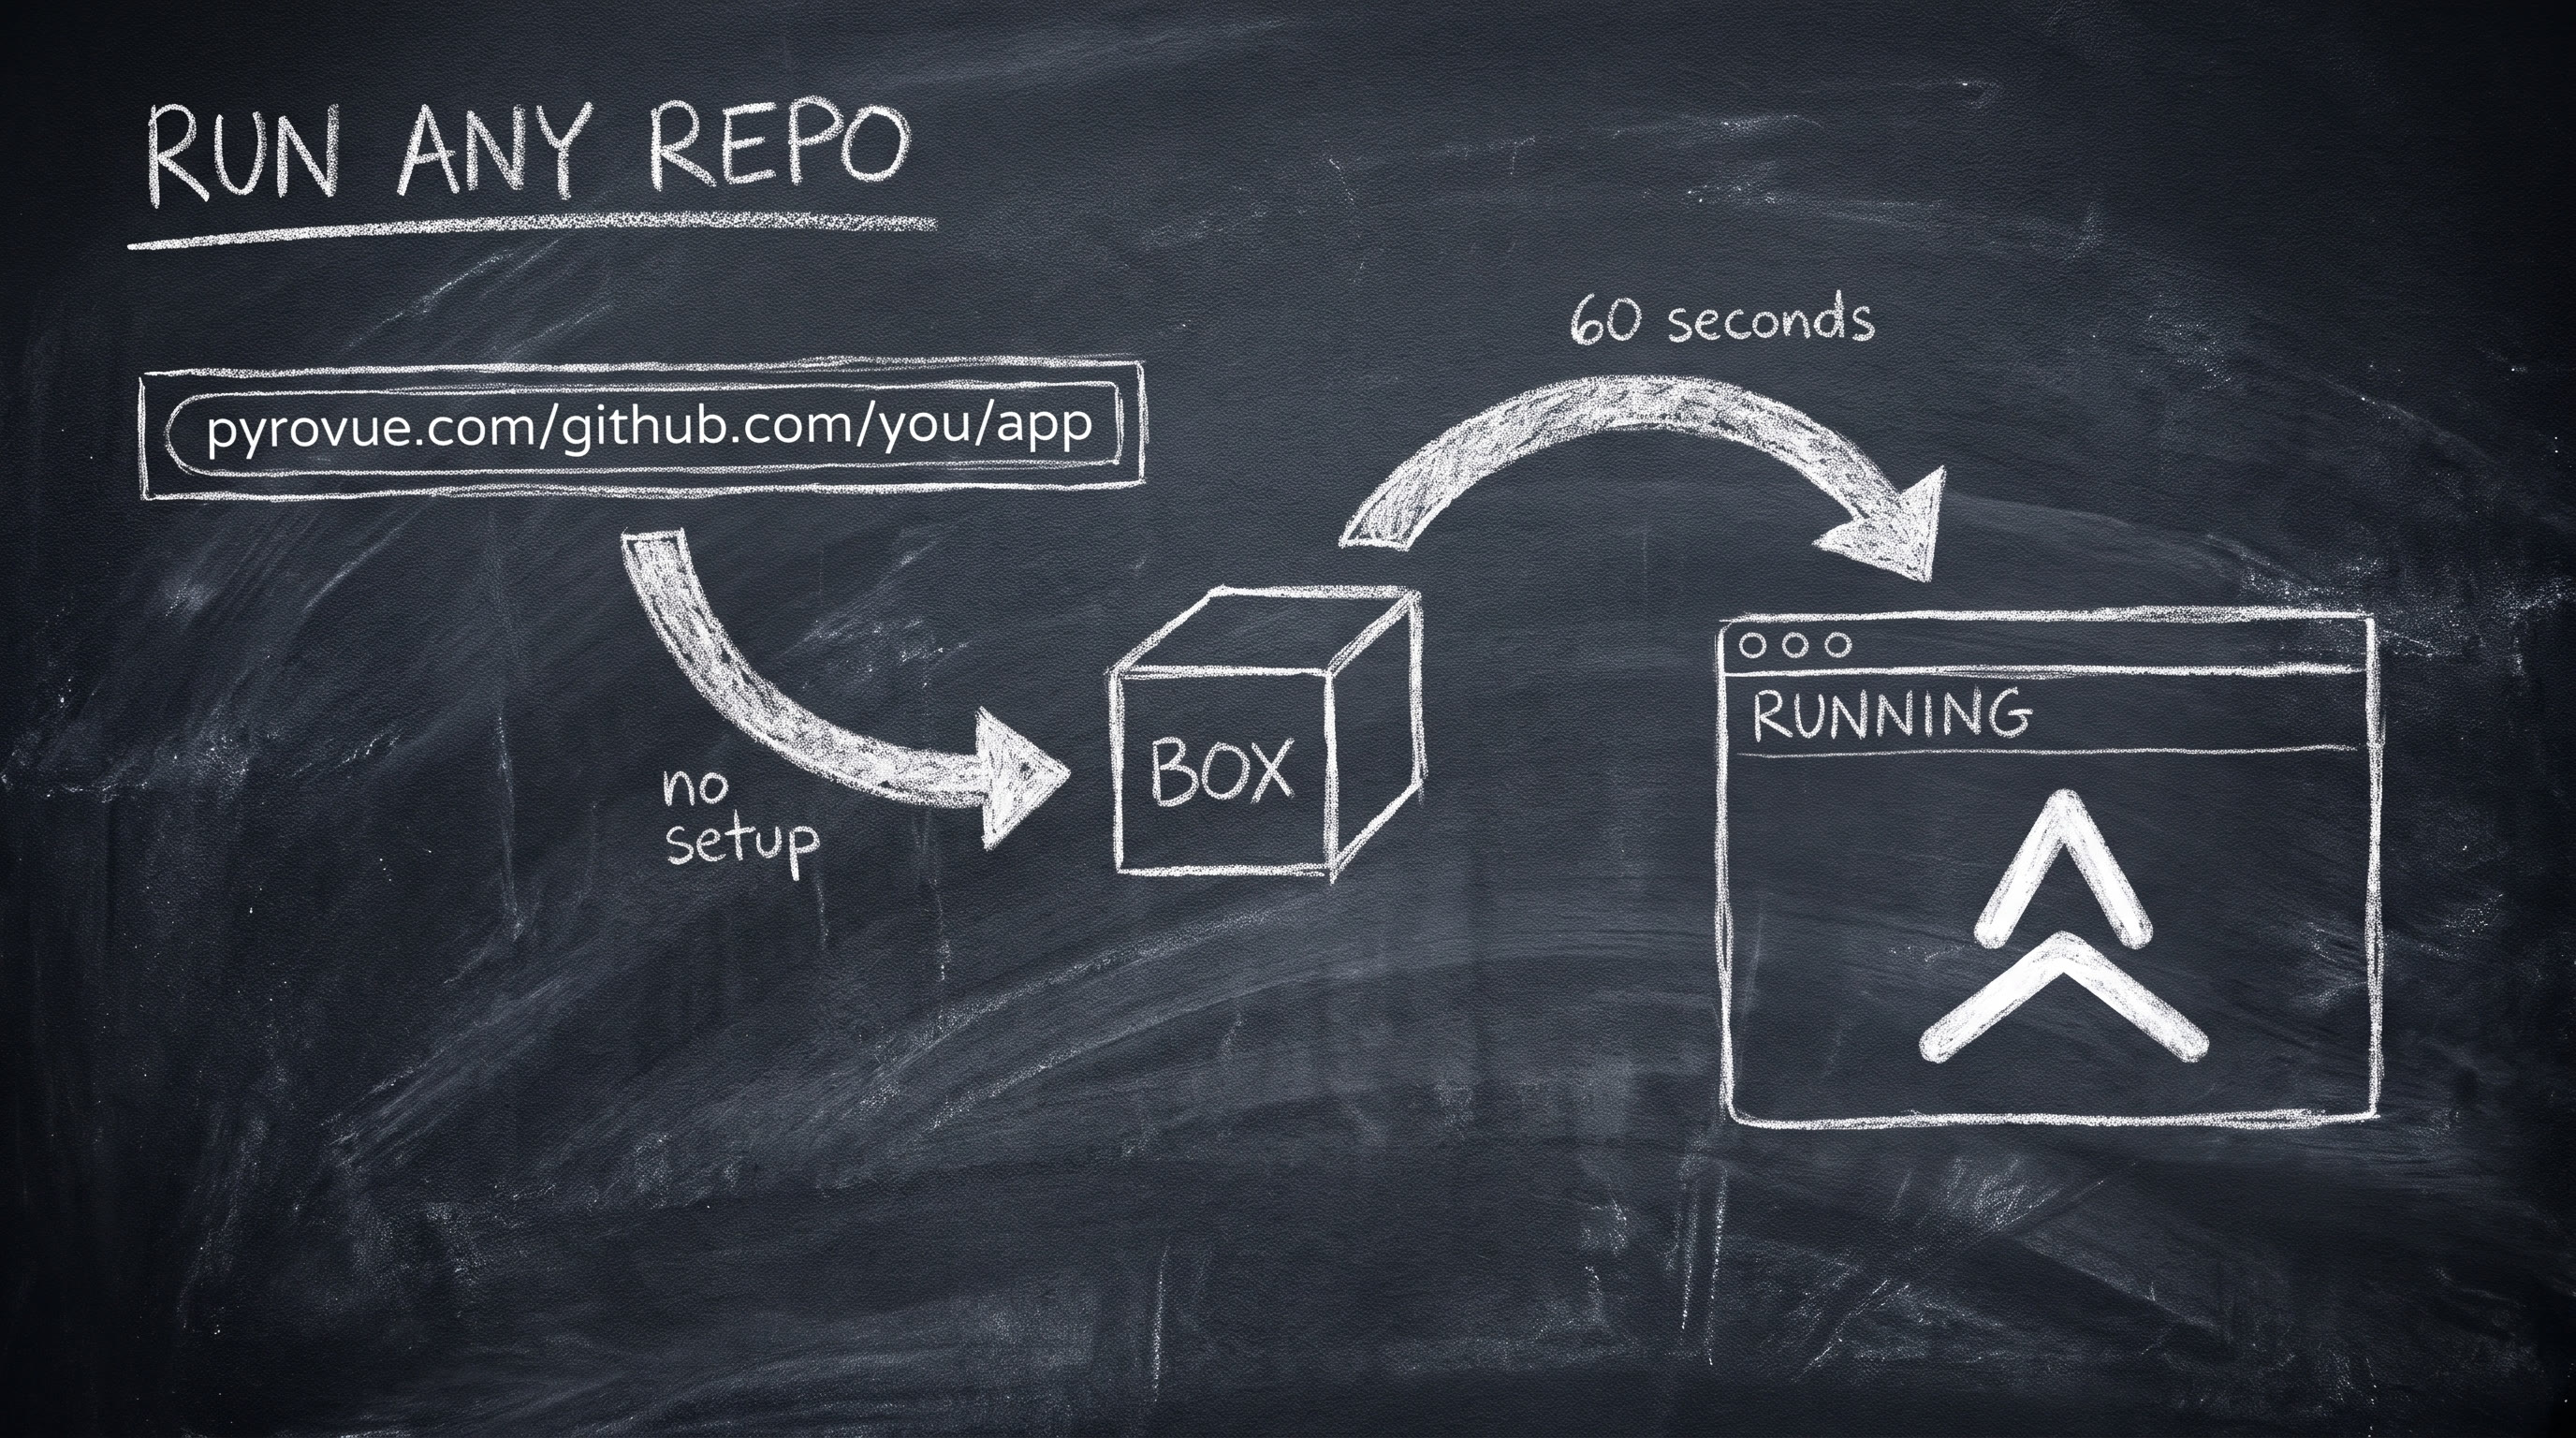 RUN ANY REPO
pyrovue.com/github.com/you/app
60 seconds
no
setup
BOX
RUNNING